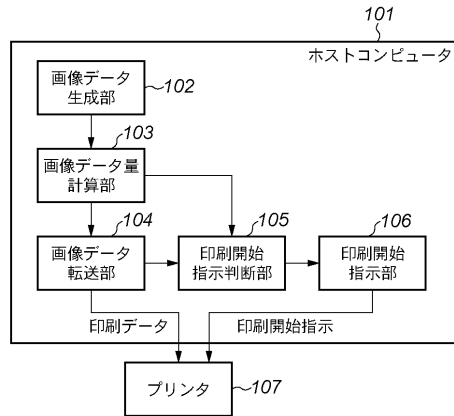 101
ホストコンピュータ
画像データ
生成部
102
103
画像データ量
計算部
104
画像データ
転送部
105
印刷開始
指示判断部
106
印刷開始
指示部
印刷データ
印刷開始指示
プリンタ
107